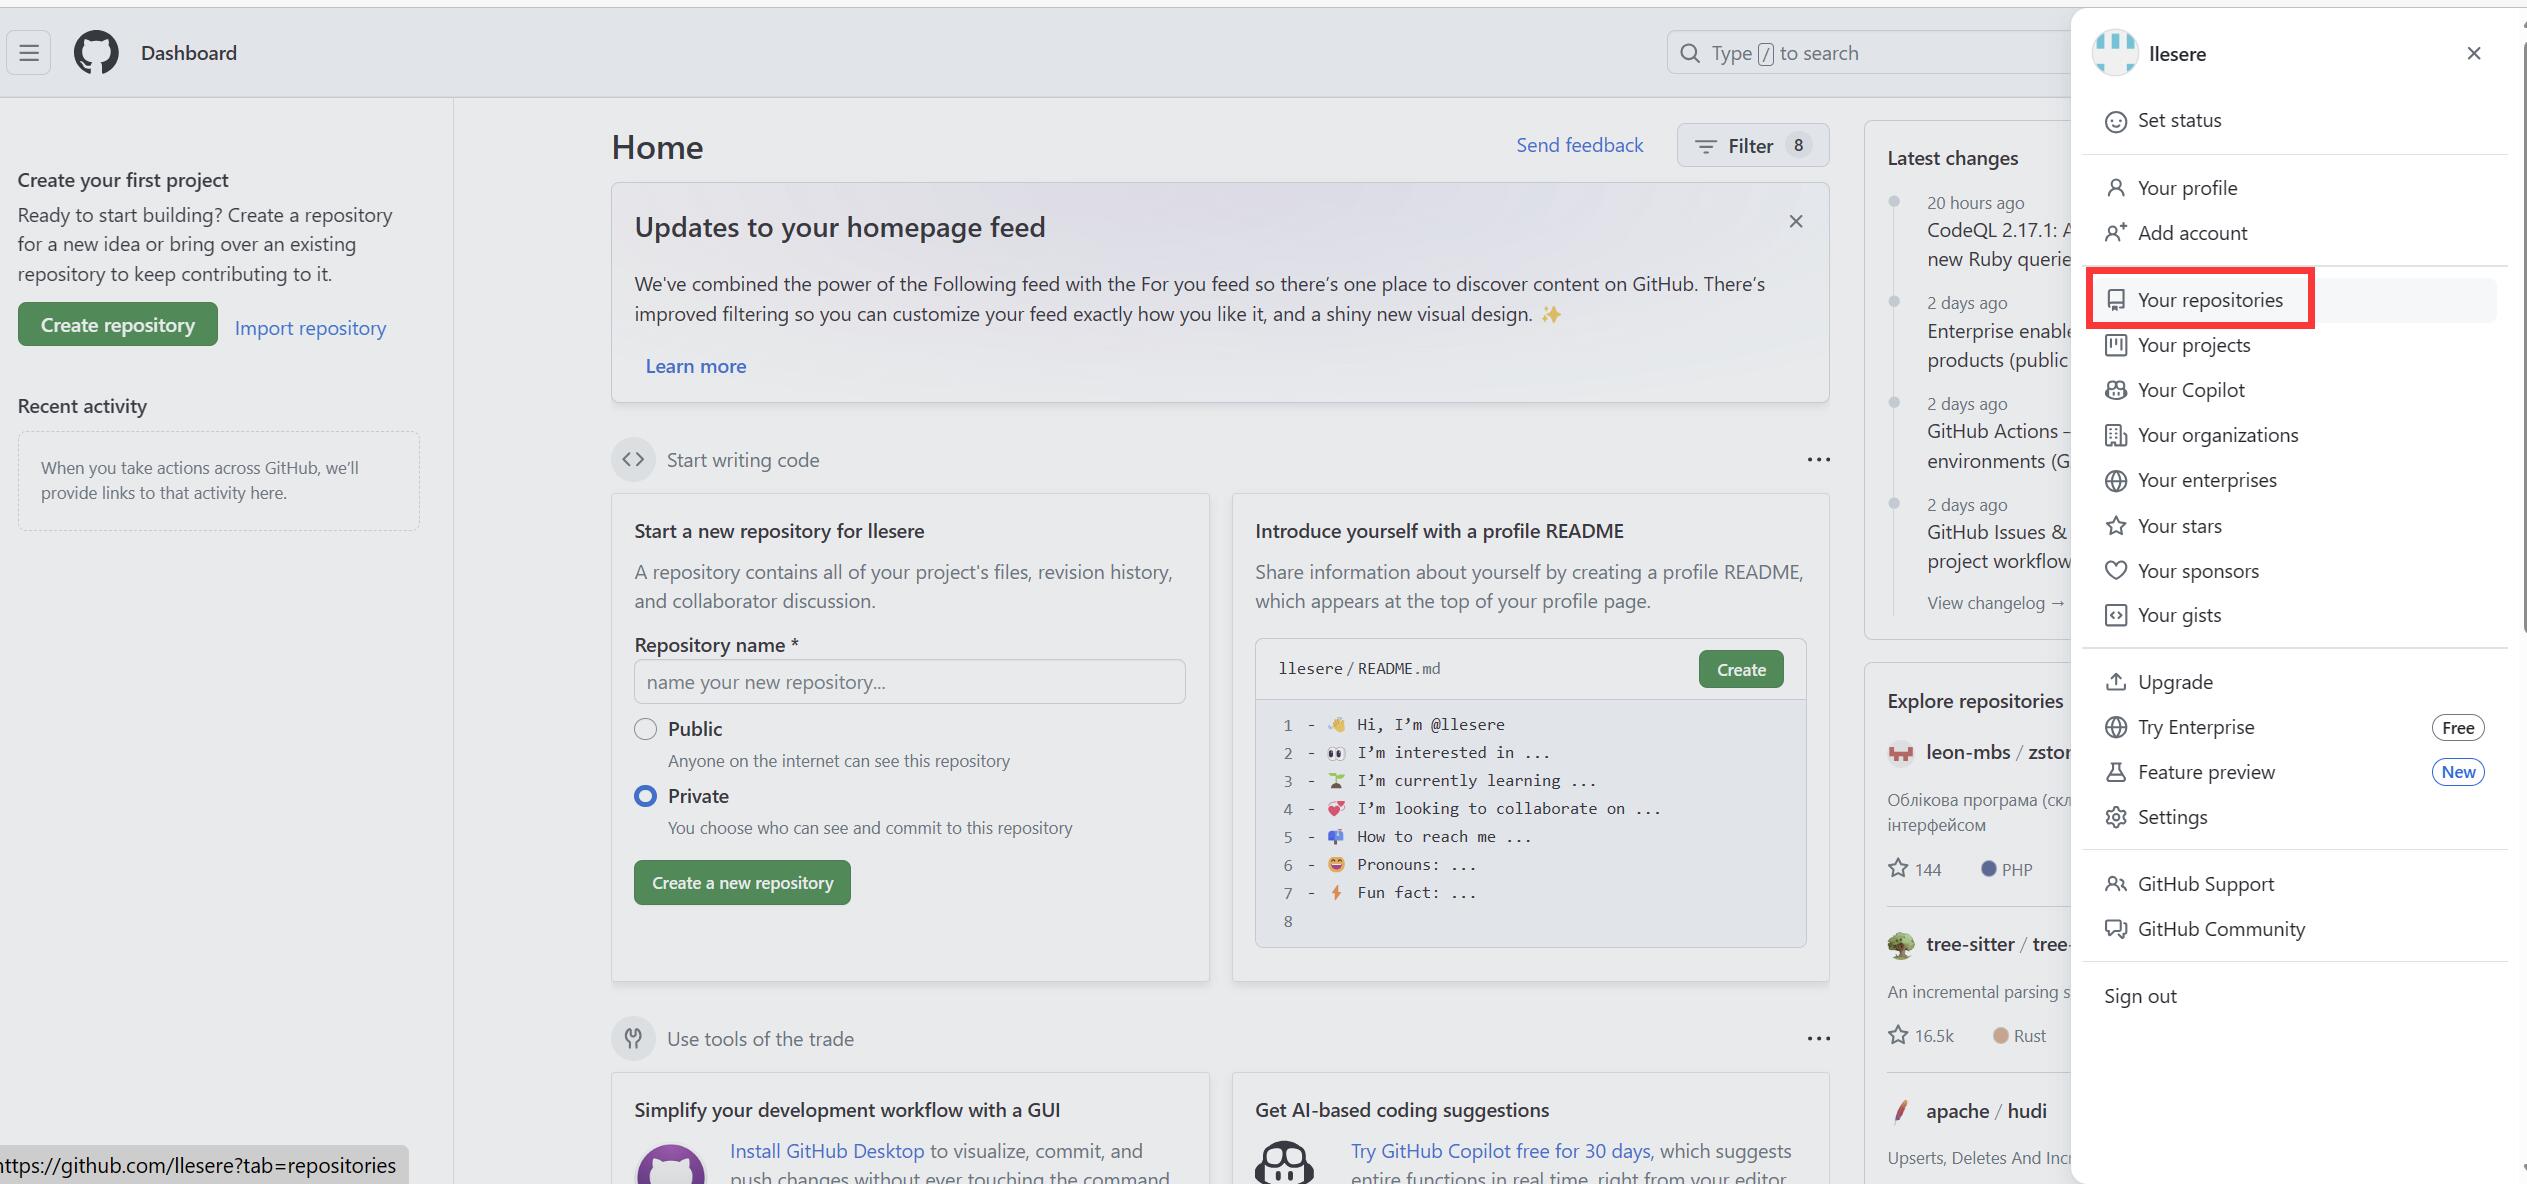 Dashboard
Type / to search
llesere
Set status
Your profile
Add account
Your repositories
Your projects
Your Copilot
Your organizations
Your enterprises
Your stars
Your sponsors
Your gists
Upgrade
Try Enterprise Free
Feature preview New
Settings
GitHub Support
GitHub Community
Sign out
Create your first project
Ready to start building? Create a repository
for a new idea or bring over an existing
repository to keep contributing to it.
Create repository Import repository
Recent activity
When you take actions across GitHub, we’ll
provide links to that activity here.
Home
Send feedback
Filter 8
Updates to your homepage feed
We've combined the power of the Following feed with the For you feed so there’s one place to discover content on GitHub. There’s
improved filtering so you can customize your feed exactly how you like it, and a shiny new visual design. ✨
Learn more
Start writing code
Start a new repository for llesere
A repository contains all of your project's files, revision history,
and collaborator discussion.
Repository name *
name your new repository...
Public
Anyone on the internet can see this repository
Private
You choose who can see and commit to this repository
Create a new repository
Introduce yourself with a profile README
Share information about yourself by creating a profile README,
which appears at the top of your profile page.
llesere / README.md Create
1 - 👋 Hi, I’m @llesere
2 - 👀 I’m interested in ...
3 - 🌱 I’m currently learning ...
4 - 💞️ I’m looking to collaborate on ...
5 - 📫 How to reach me ...
6 - 😄 Pronouns: ...
7 - ⚡ Fun fact: ...
8
Use tools of the trade
Simplify your development workflow with a GUI
Install GitHub Desktop to visualize, commit, and
push changes without ever touching the command
Get AI-based coding suggestions
Try GitHub Copilot free for 30 days, which suggests
entire functions in real time, right from your editor.
Latest changes
20 hours ago
CodeQL 2.17.1:
new Ruby
2 days ago
Enterprise
products (public
2 days ago
GitHub Actions –
environments
2 days ago
GitHub Issues &
project workflow
View changelog →
Explore repositories
leon-mbs /
Облікова програма
інтерфейсом
144 PHP
tree-sitter / tree-
An incremental parsing
16.5k Rust
apache / hudi
Upserts, Deletes And
https://github.com/llesere?tab=repositories